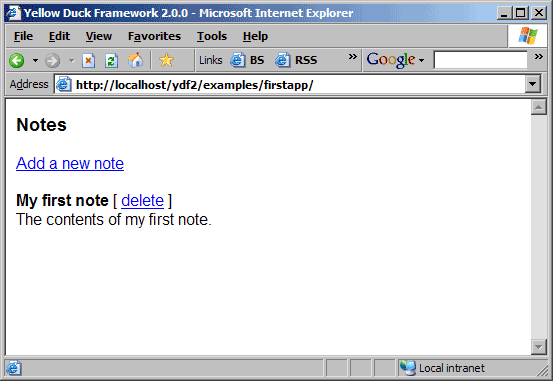 Yellow Duck Framework 2.0.0 - Microsoft Internet Explorer
File Edit View Favorites Tools Help
Links BS RSS » Google »
Address http://localhost/ydf2/examples/firstapp/
Notes
Add a new note
My first note [ delete ]
The contents of my first note.
Local intranet